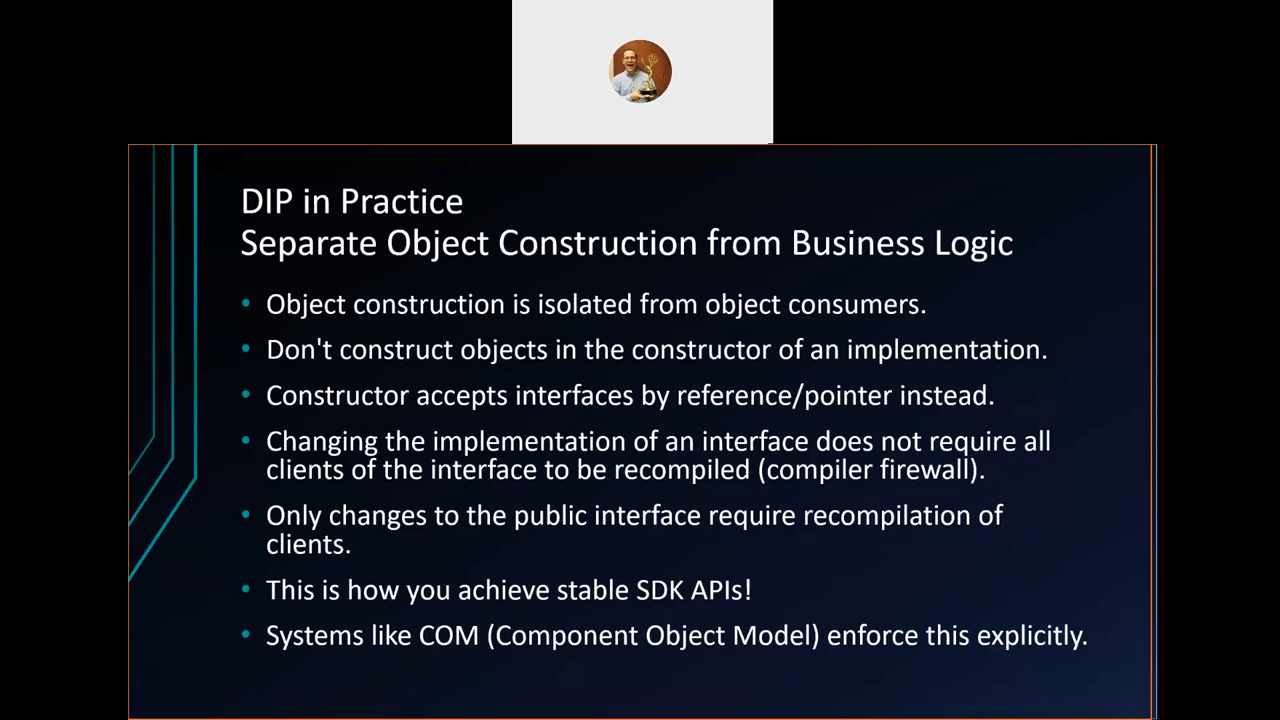 DIP in Practice
Separate Object Construction from Business Logic
• Object construction is isolated from object consumers.
• Don't construct objects in the constructor of an implementation.
• Constructor accepts interfaces by reference/pointer instead.
• Changing the implementation of an interface does not require all
clients of the interface to be recompiled (compiler firewall).
• Only changes to the public interface require recompilation of
clients.
• This is how you achieve stable SDK APIs!
• Systems like COM (Component Object Model) enforce this explicitly.